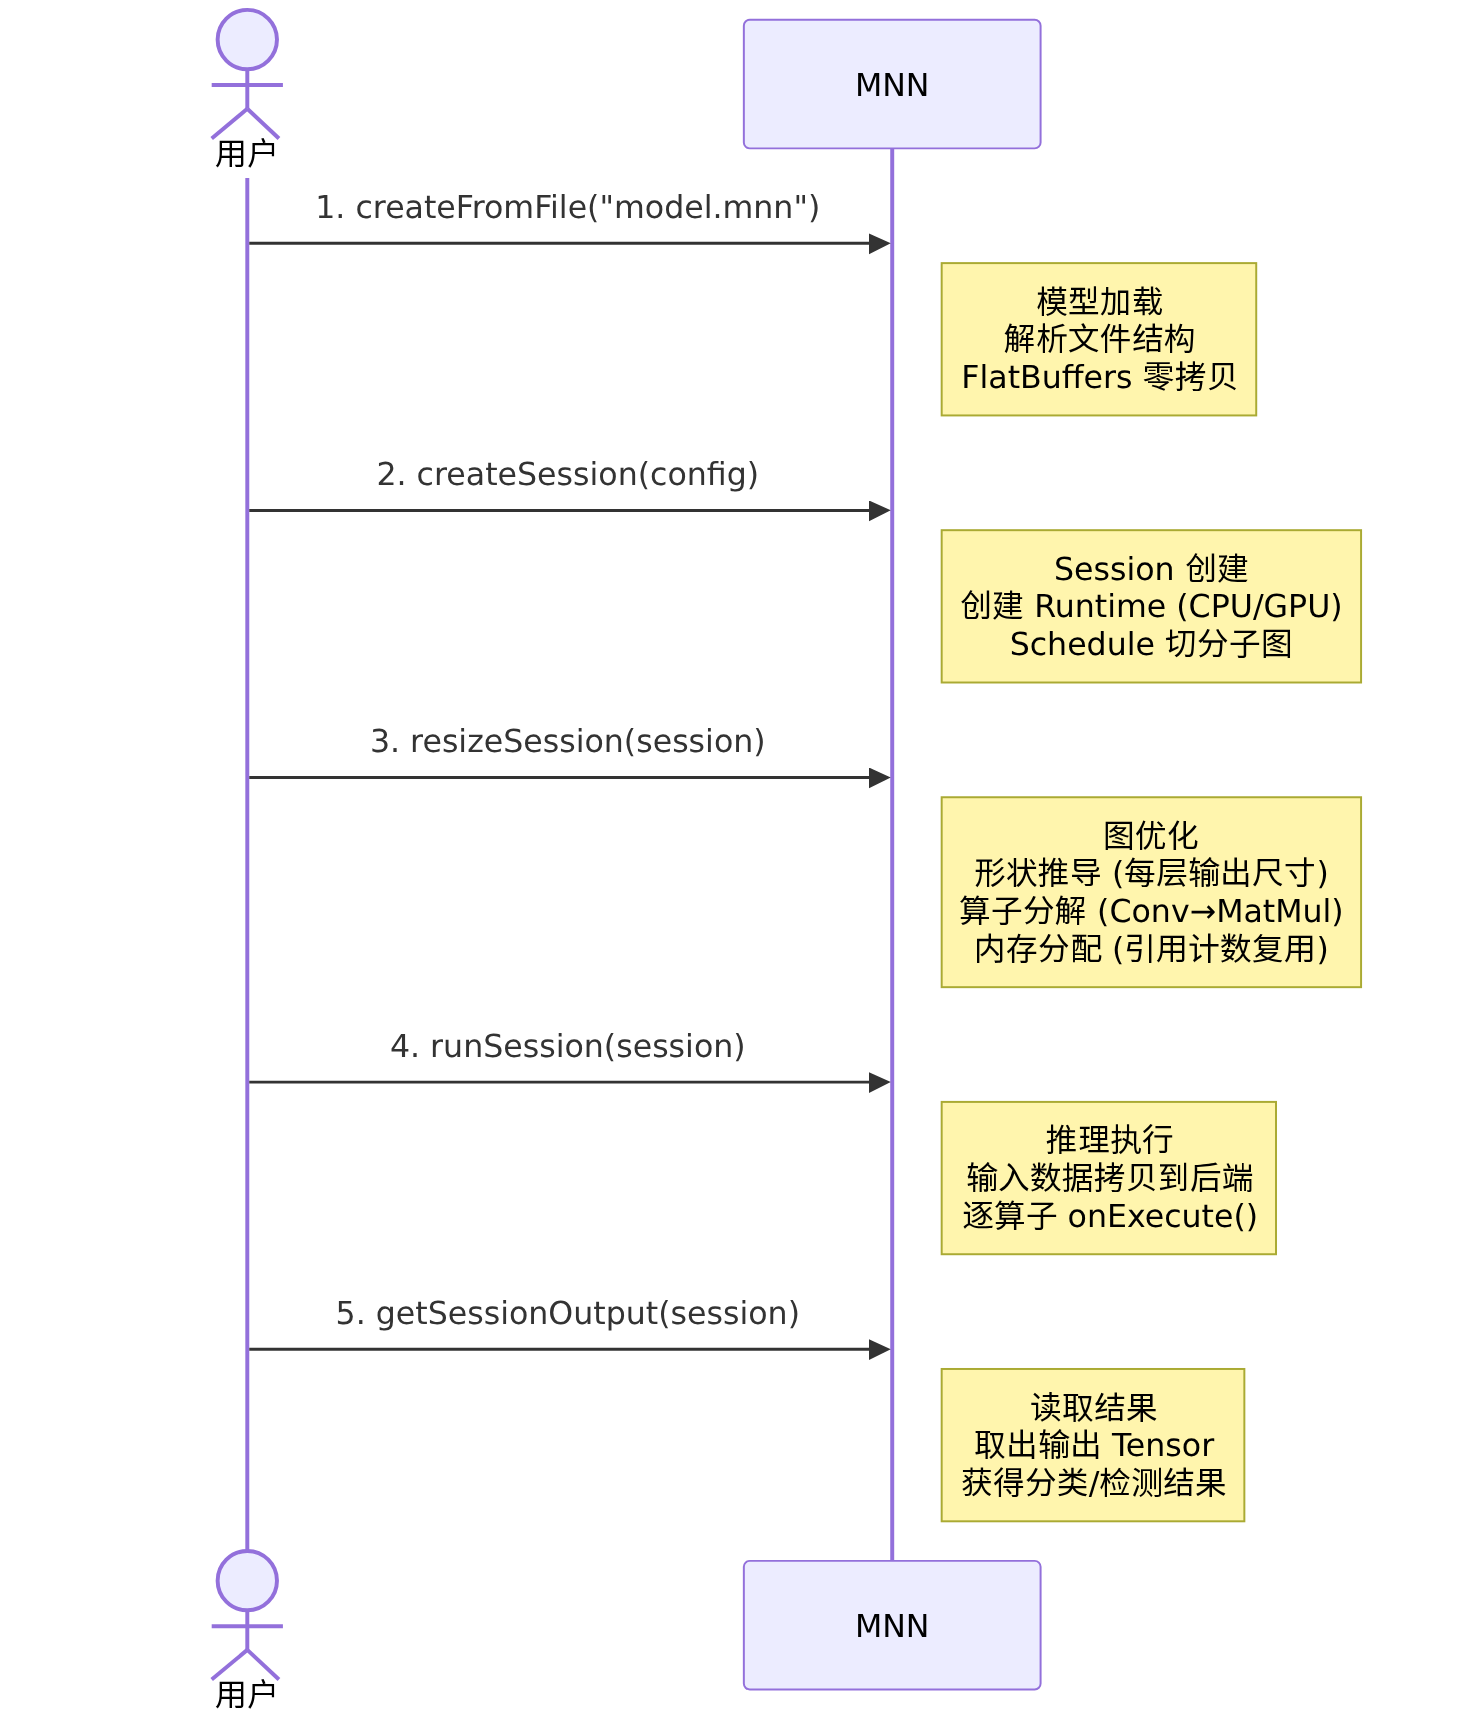 用户
MNN
1. createFromFile("model.mnn")
模型加载
解析文件结构
FlatBuffers 零拷贝
2. createSession(config)
Session 创建
创建 Runtime (CPU/GPU)
Schedule 切分子图
3. resizeSession(session)
图优化
形状推导 (每层输出尺寸)
算子分解 (Conv→MatMul)
内存分配 (引用计数复用)
4. runSession(session)
推理执行
输入数据拷贝到后端
逐算子 onExecute()
5. getSessionOutput(session)
读取结果
取出输出 Tensor
获得分类/检测结果
用户
MNN